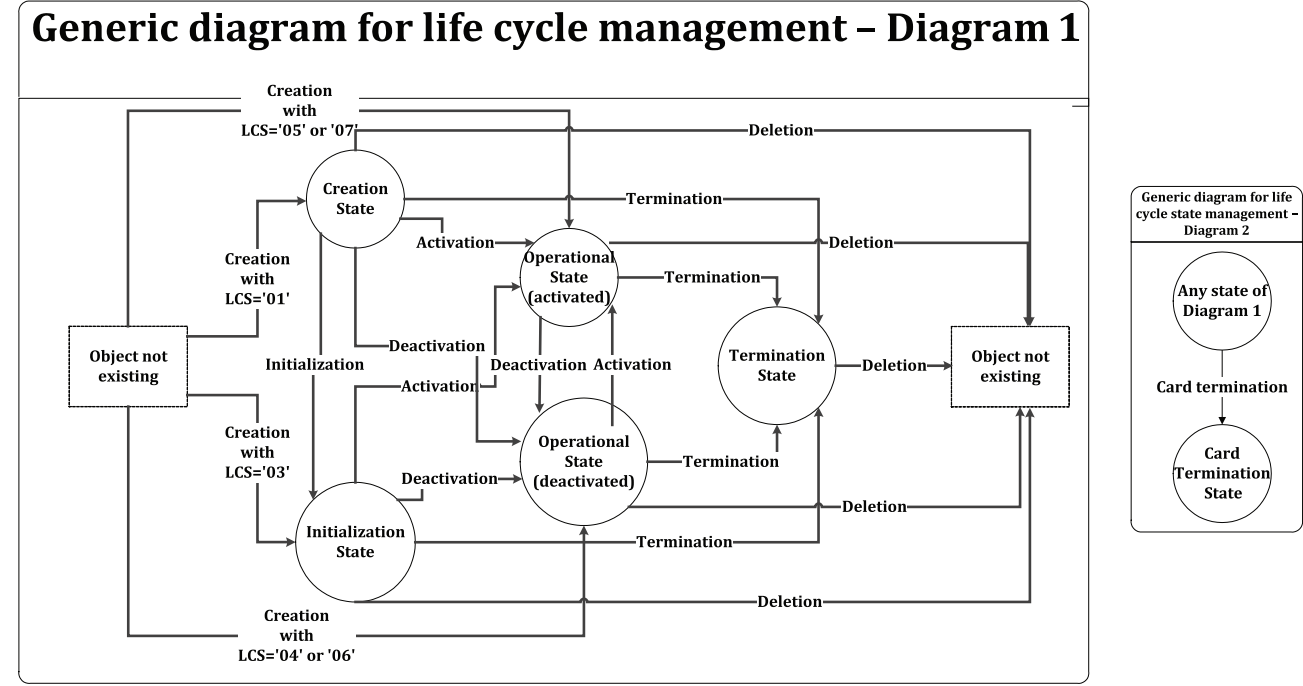 Generic diagram for life cycle management – Diagram 1
Creation
with
LCS='05' or '07'
Deletion
Creation
State
Termination
Activation
Deletion
Operational
State
(activated)
Termination
Creation
with
LCS='01'
Object not
existing
Initialization
Deactivation
Deactivation
Activation
Activation
Termination
State
Deletion
Object not
existing
Creation
with
LCS='03'
Operational
State
(deactivated)
Termination
Deactivation
Deletion
Initialization
State
Termination
Deletion
Creation
with
LCS='04' or '06'
Generic diagram for life
cycle state management –
Diagram 2
Any state of
Diagram 1
Card termination
Card
Termination
State